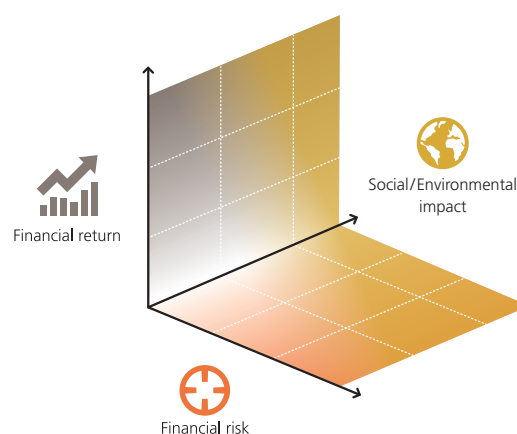 Social/Environmental
impact
Financial return
Financial risk